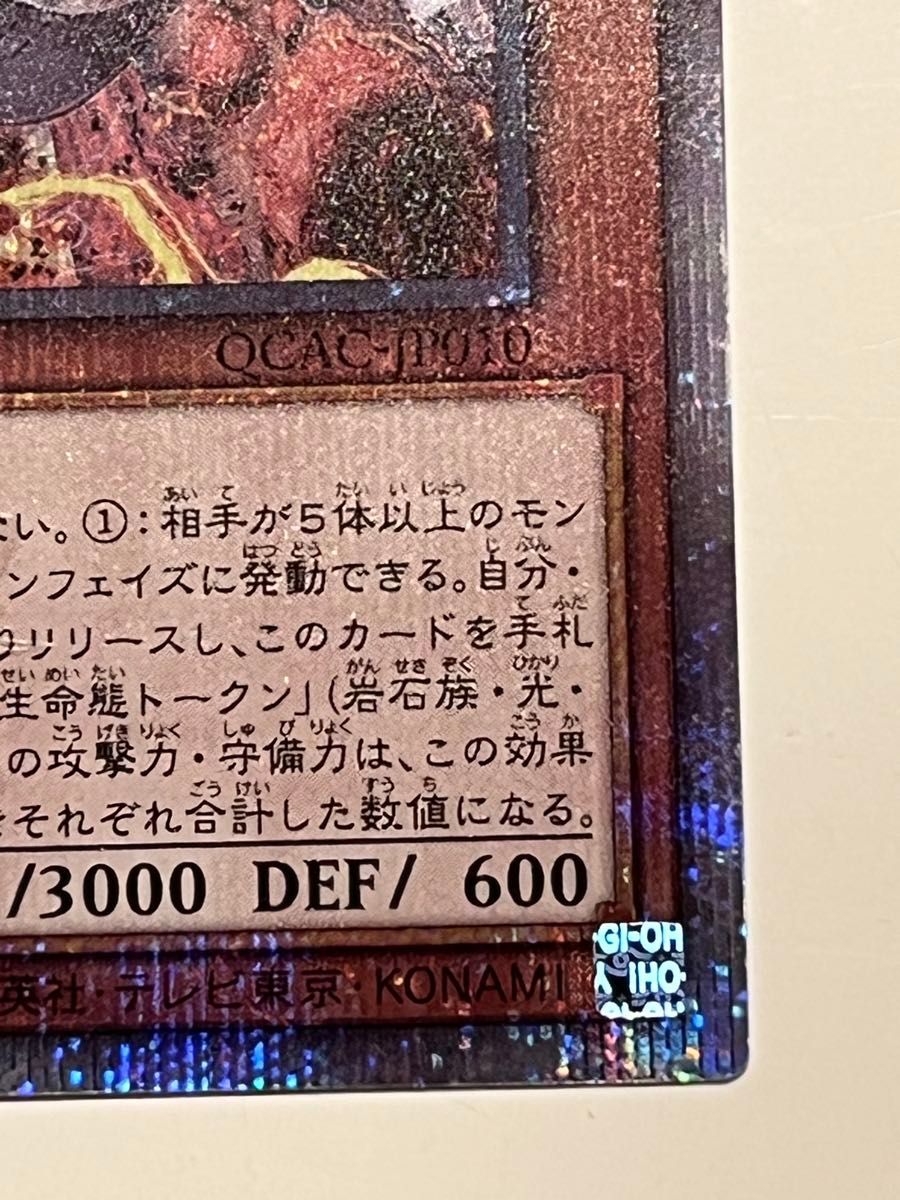 QCAC-JP010
ない。①:相手が5体以上のモン
ンフェイズに発動できる。自分・
リリースし、このカードを手札
生命態トークン」(岩石族・光・
の攻撃力・守備力は、この効果
をそれぞれ合計した数値になる。
/3000 DEF/ 600
英社・テレビ東京・KONAMI
GI-OH